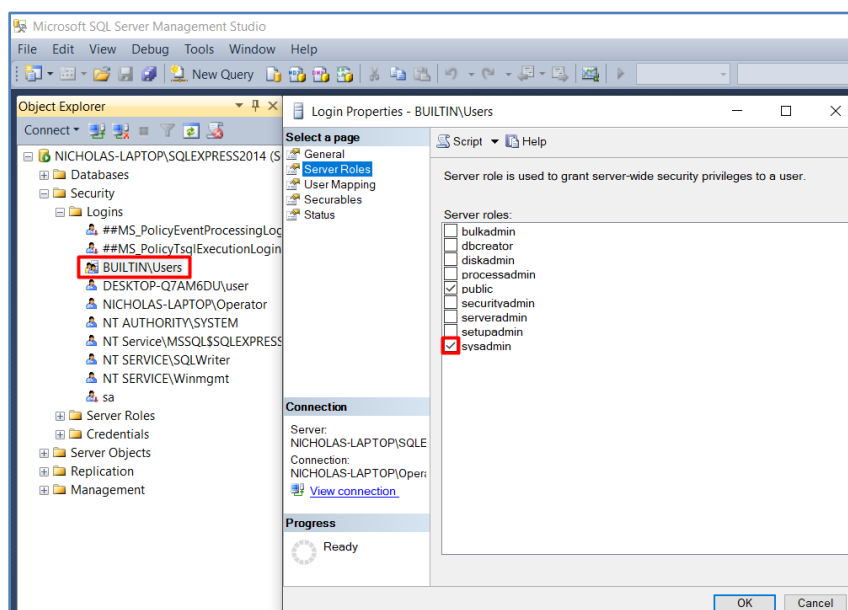 Microsoft SQL Server Management Studio
File Edit View Debug Tools Window Help
New Query
Object Explorer
Connect
NICHOLAS-LAPTOP\SQLEXPRESS2014 (S
Databases
Security
Logins
##MS_PolicyEventProcessingLog
##MS_PolicyTsqlExecutionLogin
BUILTIN\Users
DESKTOP-Q7AM6DU\user
NICHOLAS-LAPTOP\Operator
NT AUTHORITY\SYSTEM
NT Service\MSSQL$SQLEXPRESS
NT SERVICE\SQLWriter
NT SERVICE\Winmgmt
sa
Server Roles
Credentials
Server Objects
Replication
Management
Login Properties - BUILTIN\Users
Select a page
General
Server Roles
User Mapping
Securables
Status
Connection
Server:
NICHOLAS-LAPTOP\SQLE
Connection:
NICHOLAS-LAPTOP\Opera
View connection
Progress
Ready
Script Help
Server role is used to grant server-wide security privileges to a user.
Server roles:
bulkadmin
dbcreator
diskadmin
processadmin
public
securityadmin
serveradmin
setupadmin
sysadmin
OK Cancel